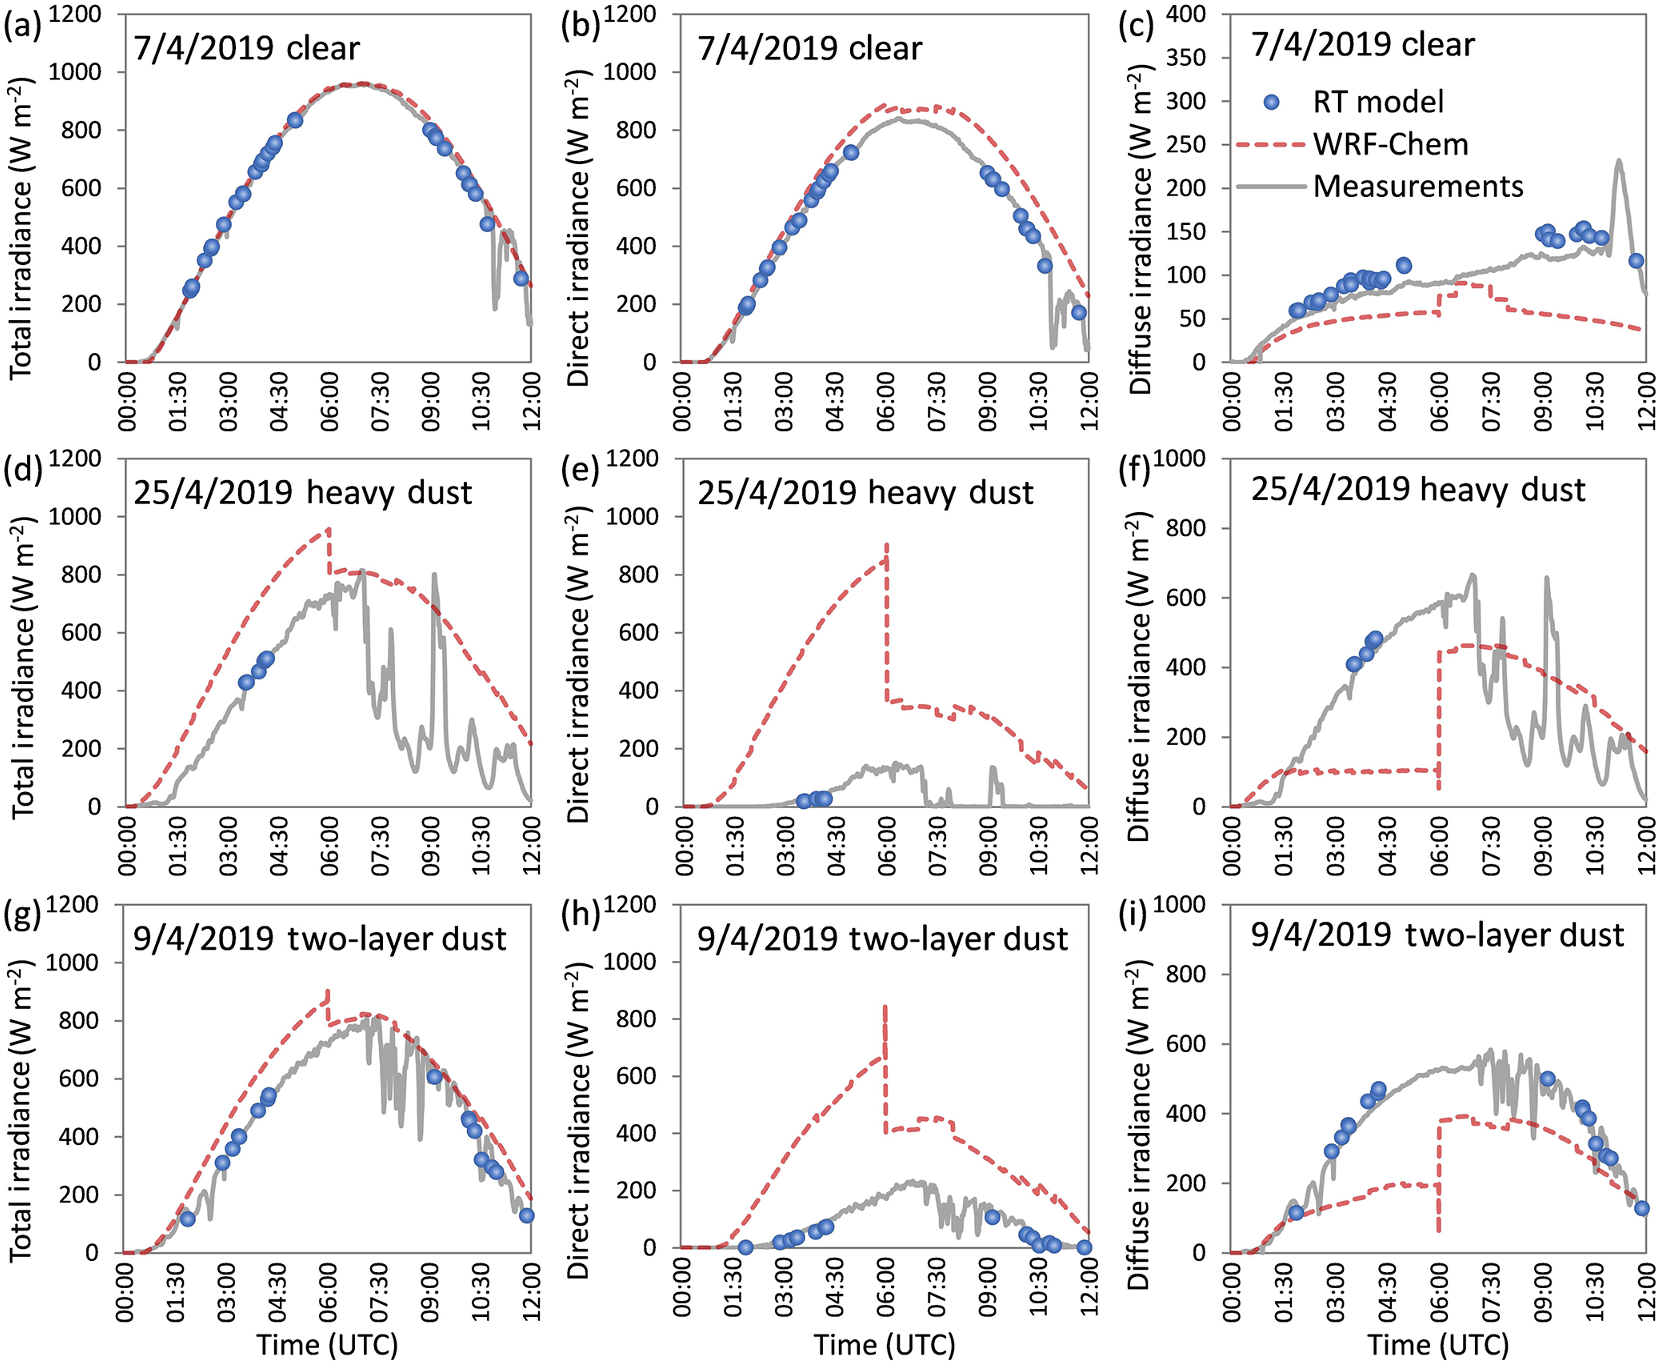 (a)
1200
1000
800
600
400
200
0
Total irradiance (W m-2)
7/4/2019 clear
00:00 01:30 03:00 04:30 06:00 07:30 09:00 10:30 12:00
(b)
1200
1000
800
600
400
200
0
Direct irradiance (W m-2)
7/4/2019 clear
00:00 01:30 03:00 04:30 06:00 07:30 09:00 10:30 12:00
(c)
400
350
300
250
200
150
100
50
0
Diffuse irradiance (W m-2)
7/4/2019 clear
RT model
WRF-Chem
Measurements
00:00 01:30 03:00 04:30 06:00 07:30 09:00 10:30 12:00
(d)
1200
1000
800
600
400
200
0
Total irradiance (W m-2)
25/4/2019 heavy dust
00:00 01:30 03:00 04:30 06:00 07:30 09:00 10:30 12:00
(e)
1200
1000
800
600
400
200
0
Direct irradiance (W m-2)
25/4/2019 heavy dust
00:00 01:30 03:00 04:30 06:00 07:30 09:00 10:30 12:00
(f)
1000
800
600
400
200
0
Diffuse irradiance (W m-2)
25/4/2019 heavy dust
00:00 01:30 03:00 04:30 06:00 07:30 09:00 10:30 12:00
(g)
1200
1000
800
600
400
200
0
Total irradiance (W m-2)
9/4/2019 two-layer dust
00:00 01:30 03:00 04:30 06:00 07:30 09:00 10:30 12:00
Time (UTC)
(h)
1200
1000
800
600
400
200
0
Direct irradiance (W m-2)
9/4/2019 two-layer dust
00:00 01:30 03:00 04:30 06:00 07:30 09:00 10:30 12:00
Time (UTC)
(i)
1000
800
600
400
200
0
Diffuse irradiance (W m-2)
9/4/2019 two-layer dust
00:00 01:30 03:00 04:30 06:00 07:30 09:00 10:30 12:00
Time (UTC)